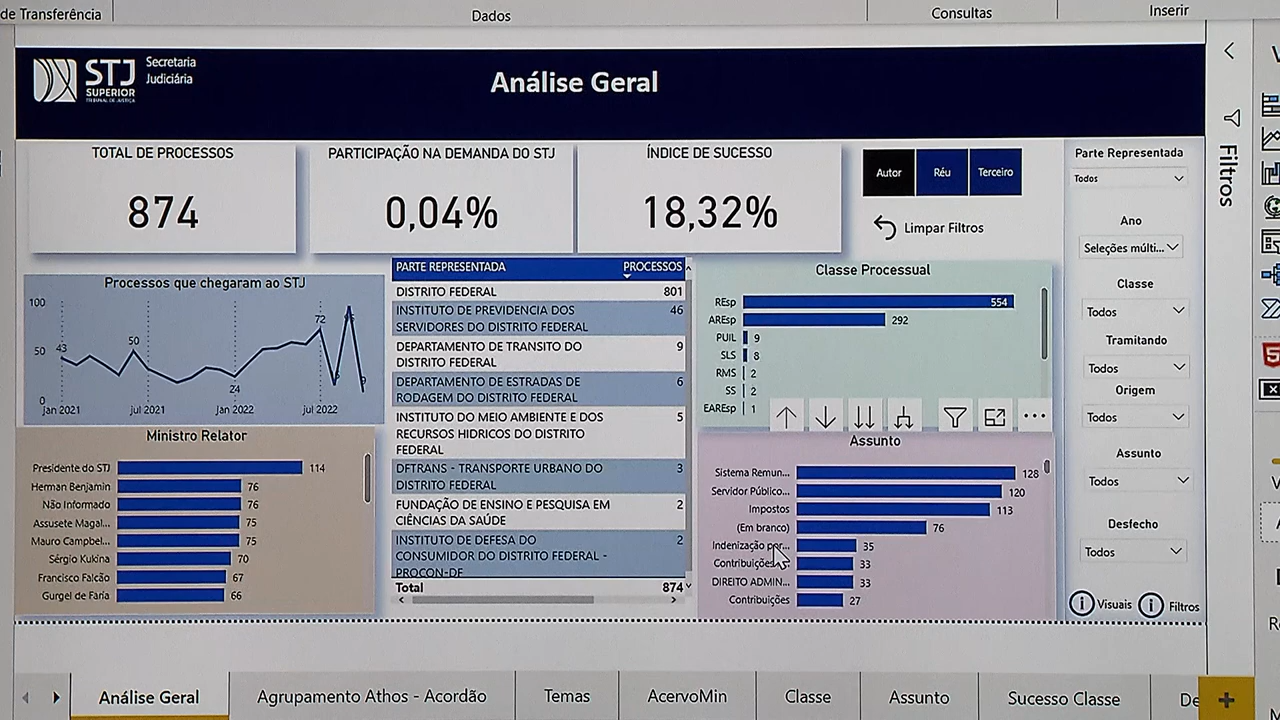 de Transferência
Dados
Consultas
Inserir
STJ
SUPERIOR
TRIBUNAL DE JUSTIÇA
Secretaria
Judiciária
Análise Geral
TOTAL DE PROCESSOS
874
PARTICIPAÇÃO NA DEMANDA DO STJ
0,04%
ÍNDICE DE SUCESSO
18,32%
Autor
Réu
Terceiro
Limpar Filtros
Processos que chegaram ao STJ
100
50
0
43
50
24
72
Jan 2021
Jul 2021
Jan 2022
Jul 2022
PARTE REPRESENTADA PROCESSOS
DISTRITO FEDERAL 801
INSTITUTO DE PREVIDENCIA DOS 46
SERVIDORES DO DISTRITO FEDERAL
DEPARTAMENTO DE TRANSITO DO 9
DISTRITO FEDERAL
DEPARTAMENTO DE ESTRADAS DE 6
RODAGEM DO DISTRITO FEDERAL
INSTITUTO DO MEIO AMBIENTE E DOS 5
RECURSOS HIDRICOS DO DISTRITO
FEDERAL
DFTRANS - TRANSPORTE URBANO DO 3
DISTRITO FEDERAL
FUNDAÇÃO DE ENSINO E PESQUISA EM 2
CIÊNCIAS DA SAÚDE
INSTITUTO DE DEFESA DO 2
CONSUMIDOR DO DISTRITO FEDERAL -
PROCON-DF
Total 874
Classe Processual
REsp 554
AREsp 292
PUIL 9
SLS 8
RMS 2
SS 2
EAREsp 1
Ministro Relator
Presidente do STJ 114
Herman Benjamin 76
Não Informado 76
Assusete Magal... 75
Mauro Campbel... 75
Sérgio Kukina 70
Francisco Falcão 67
Gurgel de Faria 66
Assunto
Sistema Remun... 128
Servidor Público... 120
Impostos 113
(Em branco) 76
Indenização por... 35
Contribuições... 33
DIREITO ADMIN... 33
Contribuições 27
Parte Representada
Todos
Ano
Seleções múlti...
Classe
Todos
Tramitando
Todos
Origem
Todos
Assunto
Todos
Desfecho
Todos
Visuais
Filtros
Filtros
Análise Geral
Agrupamento Athos - Acordão
Temas
AcervoMin
Classe
Assunto
Sucesso Classe
De